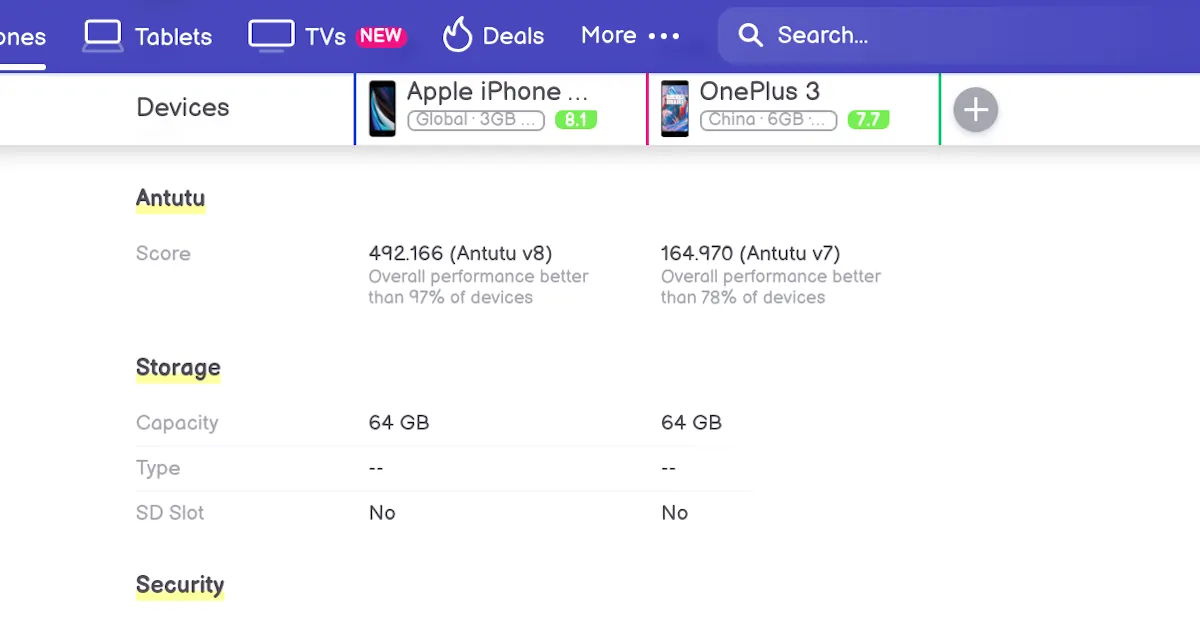 ones Tablets TVs NEW Deals More ••• Search...
Devices
Apple iPhone ...
Global · 3GB ... 8.1
OnePlus 3
China · 6GB · ... 7.7
Antutu
Score
492.166 (Antutu v8)
Overall performance better
than 97% of devices
164.970 (Antutu v7)
Overall performance better
than 78% of devices
Storage
Capacity 64 GB 64 GB
Type -- --
SD Slot No No
Security